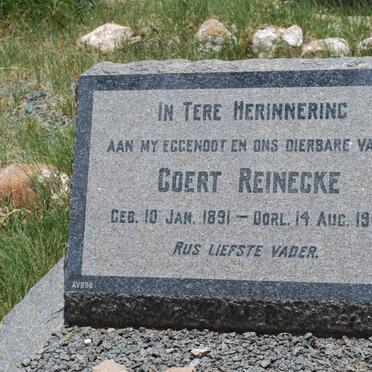 IN TERE HERINNERING
AAN MY EGGENOOT EN ONS DIERBARE VA
COERT REINECKE
GEB. 10 JAN. 1891 – OORL. 14 AUG. 19
RUS LIEFSTE VADER.